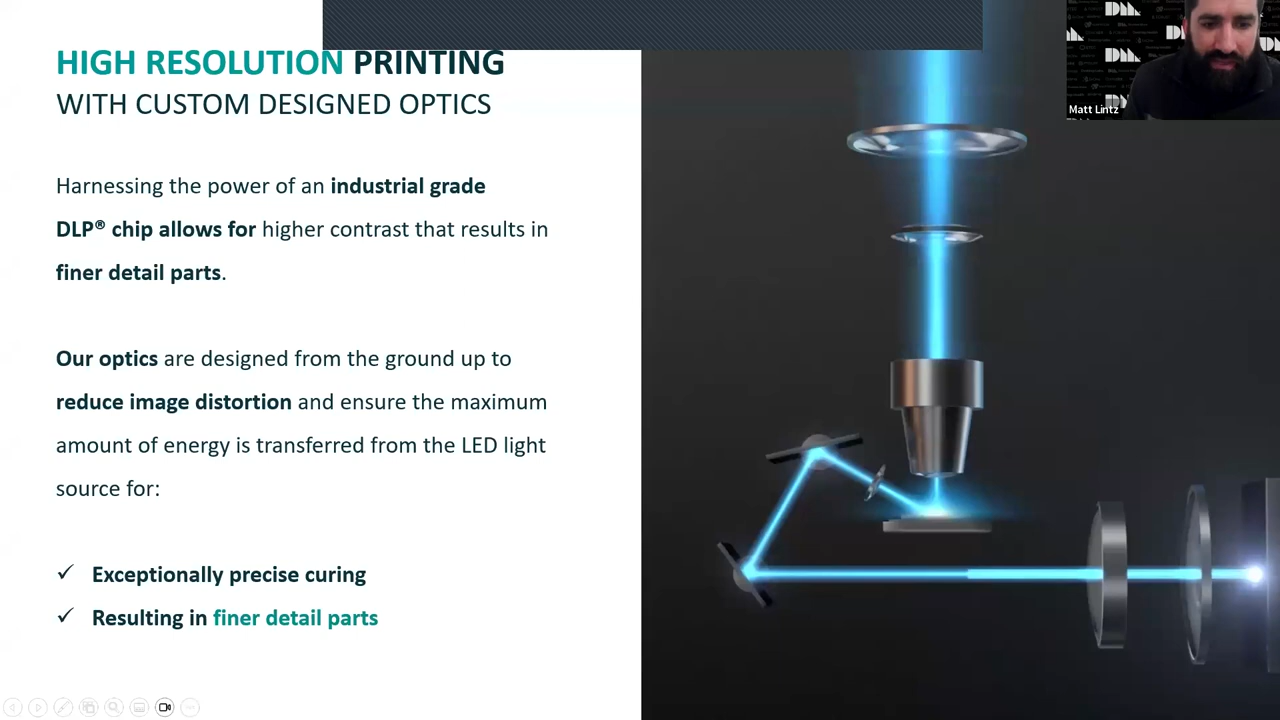 HIGH RESOLUTION PRINTING
WITH CUSTOM DESIGNED OPTICS
Harnessing the power of an industrial grade
DLP® chip allows for higher contrast that results in
finer detail parts.
Our optics are designed from the ground up to
reduce image distortion and ensure the maximum
amount of energy is transferred from the LED light
source for:
✓ Exceptionally precise curing
✓ Resulting in finer detail parts
Matt Lintz